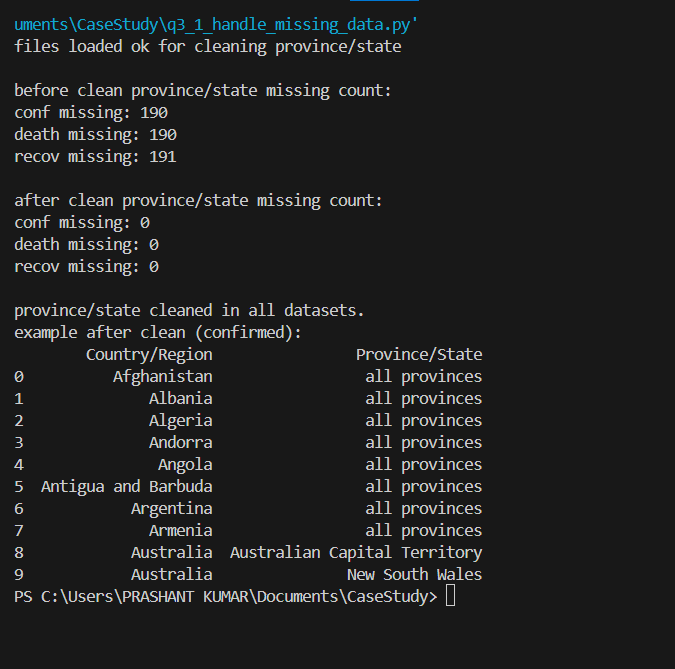 uments\CaseStudy\q3_1_handle_missing_data.py'
files loaded ok for cleaning province/state
before clean province/state missing count:
conf missing: 190
death missing: 190
recov missing: 191
after clean province/state missing count:
conf missing: 0
death missing: 0
recov missing: 0
province/state cleaned in all datasets.
example after clean (confirmed):
Country/Region Province/State
0 Afghanistan all provinces
1 Albania all provinces
2 Algeria all provinces
3 Andorra all provinces
4 Angola all provinces
5 Antigua and Barbuda all provinces
6 Argentina all provinces
7 Armenia all provinces
8 Australia Australian Capital Territory
9 Australia New South Wales
PS C:\Users\PRASHANT KUMAR\Documents\CaseStudy>